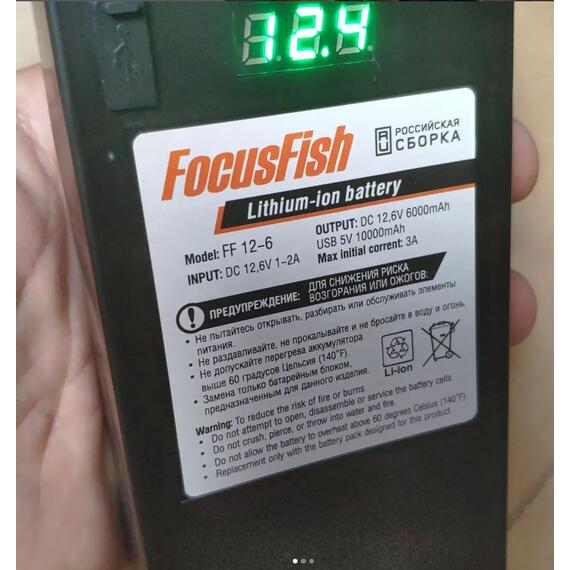 12.4
FocusFish
RU РОССИЙСКАЯ
СБОРКА
Lithium-ion battery
Model: FF 12-6
INPUT: DC 12,6V 1-2A
OUTPUT: DC 12,6V 6000mAh
USB 5V 10000mAh
Max initial current: 3A
ПРЕДУПРЕЖДЕНИЕ: ДЛЯ СНИЖЕНИЯ РИСКА
ВОЗГОРАНИЯ ИЛИ ОЖОГОВ:
• Не пытайтесь открывать, разбирать или обслуживать элементы
питания.
• Не раздавливайте, не прокалывайте и не бросайте в воду и огонь.
• Не допускайте перегрева аккумулятора
выше 60 градусов Цельсия (140°F).
• Замена только батарейным блоком,
предназначенным для данного изделия.
Li-ion
Warning: To reduce the risk of fire or burns
• Do not attempt to open, disassemble or service the battery cells
• Do not crush, pierce, or throw into water and fire.
• Do not allow the battery to overheat above 60 degrees Celsius (140°F)
• Replacement only with the battery pack designed for this product